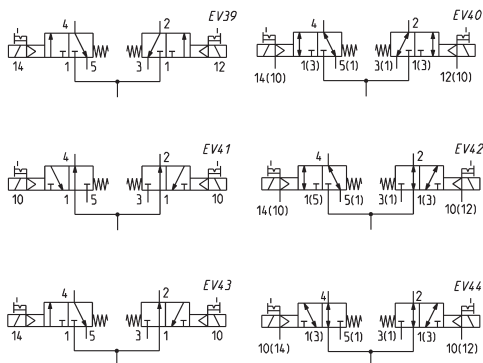 4 2 EV39
14 1 5 3 1 12
4 2 EV40
14(10) 1(3) 5(1) 3(1) 1(3) 12(10)
4 2 EV41
10 1 5 3 1 10
4 2 EV42
14(10) 1(5) 5(1) 3(1) 1(3) 10(12)
4 2 EV43
14 1 5 3 1 10
4 2 EV44
10(14) 1(3) 5(1) 3(1) 1(3) 10(12)